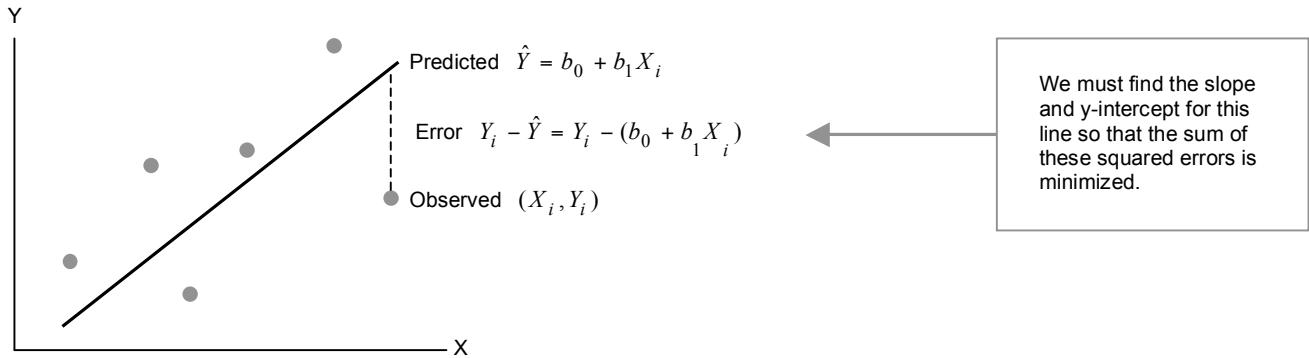 Y
Predicted Ŷ = b₀ + b₁Xᵢ
Error Yᵢ − Ŷ = Yᵢ − (b₀ + b₁Xᵢ)
Observed (Xᵢ, Yᵢ)
X
We must find the slope
and y-intercept for this
line so that the sum of
these squared errors is
minimized.